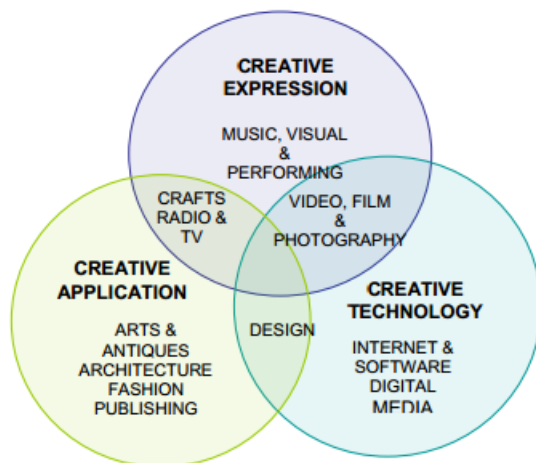 CREATIVE
EXPRESSION
MUSIC, VISUAL
&
PERFORMING
CRAFTS
RADIO &
TV
VIDEO, FILM
&
PHOTOGRAPHY
CREATIVE
APPLICATION
ARTS &
ANTIQUES
ARCHITECTURE
FASHION
PUBLISHING
DESIGN
CREATIVE
TECHNOLOGY
INTERNET &
SOFTWARE
DIGITAL
MEDIA